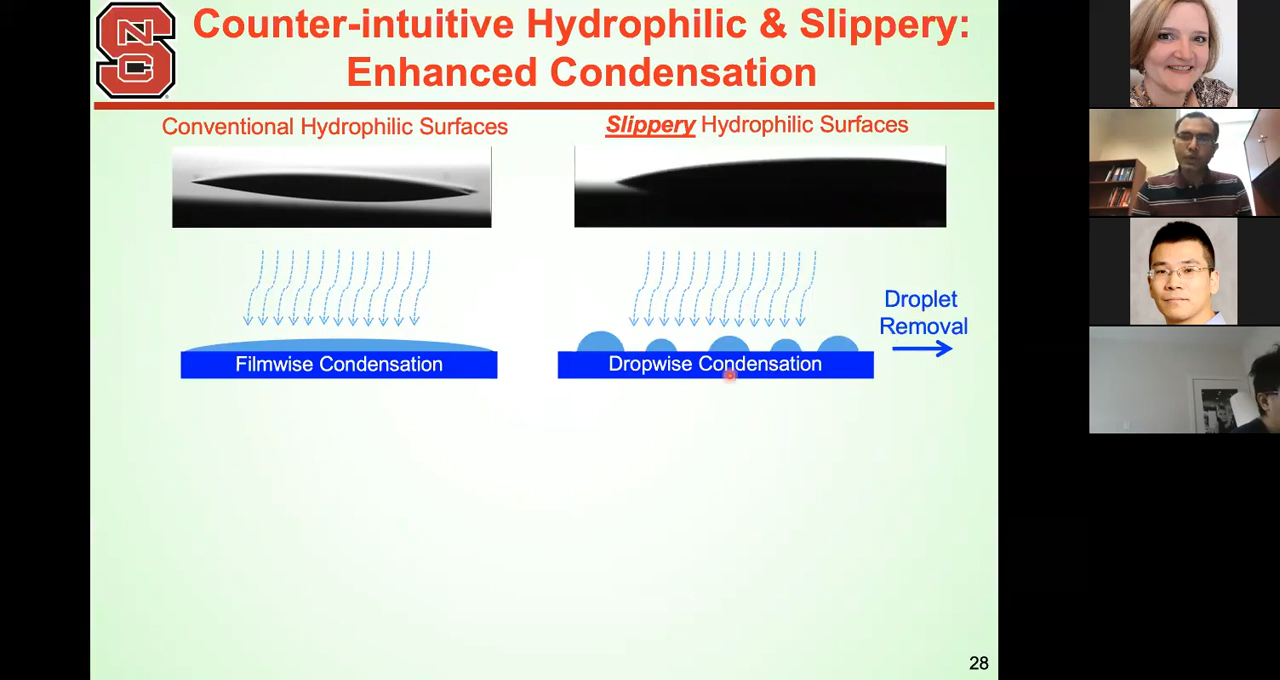 Counter-intuitive Hydrophilic & Slippery:
Enhanced Condensation
NC
S
Conventional Hydrophilic Surfaces
Slippery Hydrophilic Surfaces
Droplet
Removal
Filmwise Condensation
Dropwise Condensation
28